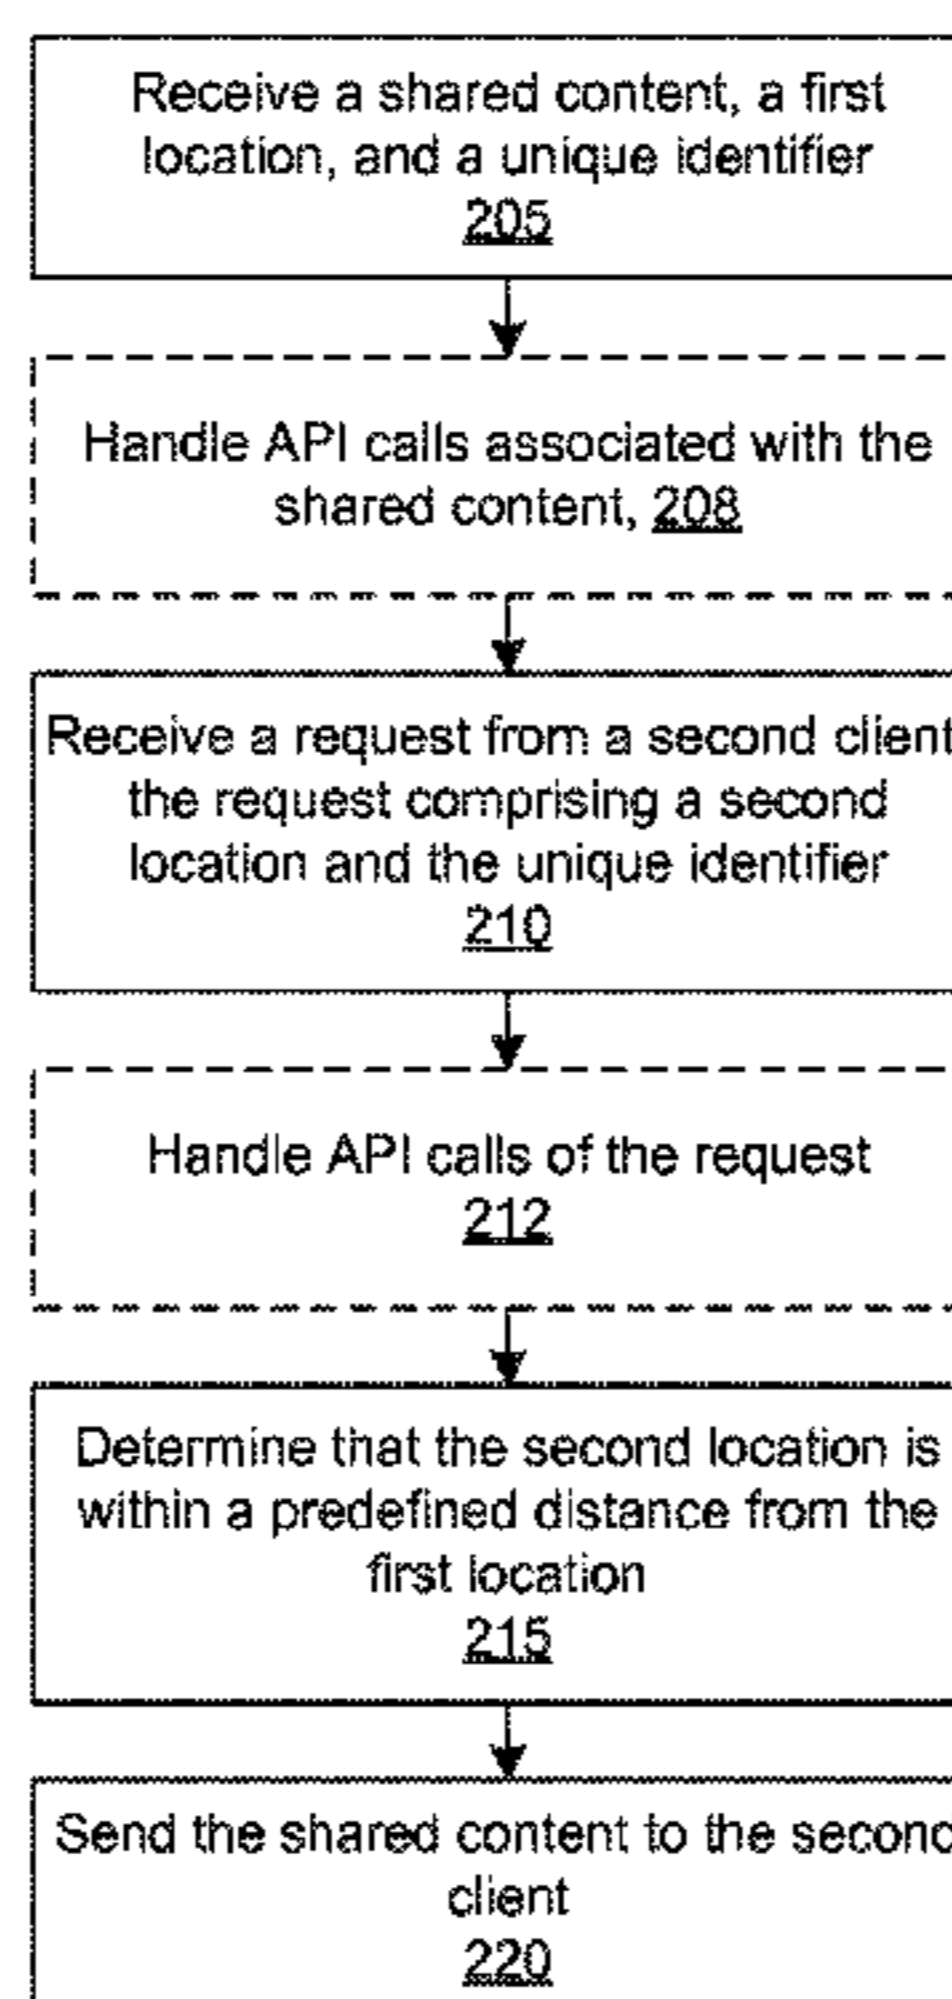 Receive a shared content, a first
location, and a unique identifier
205
Handle API calls associated with the
shared content, 208
Receive a request from a second client
the request comprising a second
location and the unique identifier
210
Handle API calls of the request
212
Determine that the second location is
within a predefined distance from the
first location
215
Send the shared content to the second
client
220